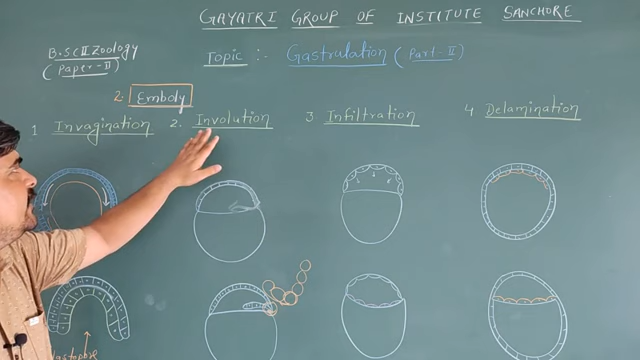 GAYATRI GROUP OF INSTITUTE SANCHORE
B.SC II Zoology
(Paper-II)
Topic :- Gastrulation (Part-II)
2. Emboly
1 Invagination 2. Involution 3 Infiltration 4 Delamination